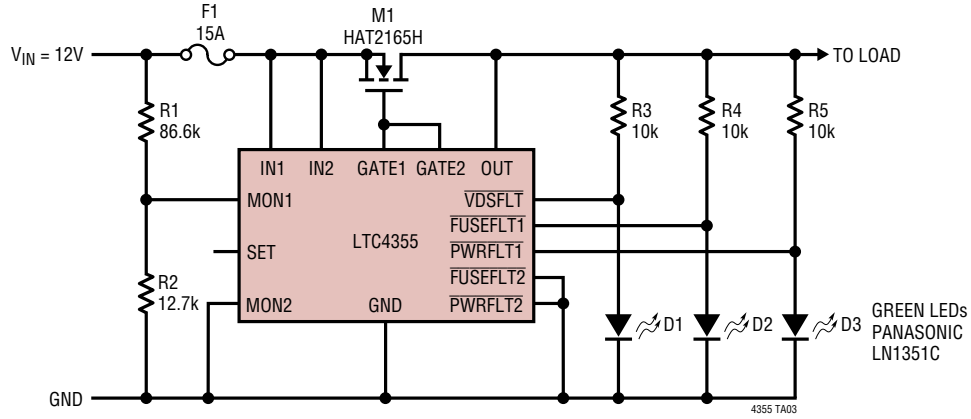 F1
15A
M1
HAT2165H
VIN = 12V
TO LOAD
R1
86.6k
R3
10k
R4
10k
R5
10k
IN1 IN2 GATE1 GATE2 OUT
MON1
VDSFLT
FUSEFLT1
LTC4355
SET
PWRFLT1
FUSEFLT2
R2
12.7k
MON2
GND
PWRFLT2
D1
D2
D3
GREEN LEDs
PANASONIC
LN1351C
GND
4355 TA03